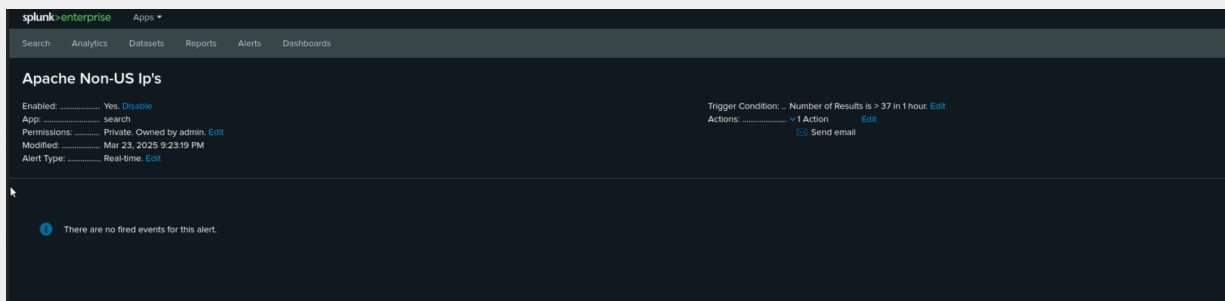 splunk>enterprise Apps
Search Analytics Datasets Reports Alerts Dashboards
Apache Non-US Ip's
Enabled: .................... Yes. Disable
App: ............................ search
Permissions: ............ Private. Owned by admin. Edit
Modified: ................... Mar 23, 2025 9:23:19 PM
Alert Type: ................ Real-time. Edit
Trigger Condition: .. Number of Results is > 37 in 1 hour. Edit
Actions: ..................... 1 Action Edit
Send email
There are no fired events for this alert.